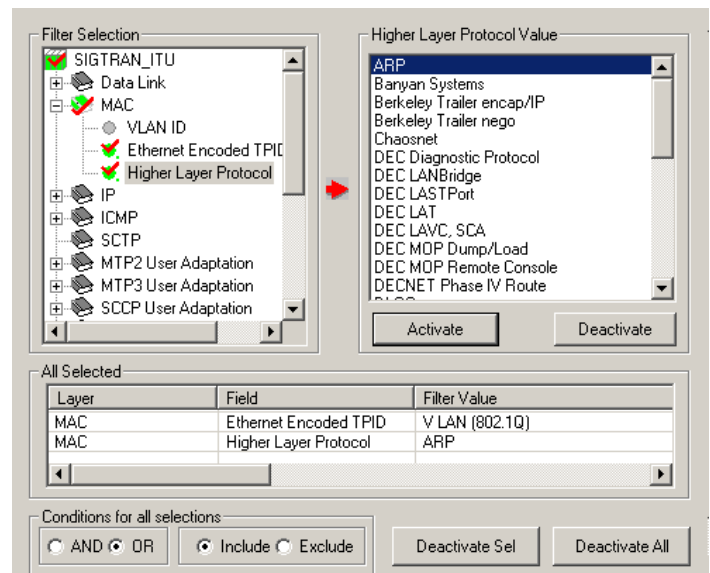 Filter Selection
SIGTRAN_ITU
Data Link
MAC
VLAN ID
Ethernet Encoded TPID
Higher Layer Protocol
IP
ICMP
SCTP
MTP2 User Adaptation
MTP3 User Adaptation
SCCP User Adaptation
Higher Layer Protocol Value
ARP
Banyan Systems
Berkeley Trailer encap/IP
Berkeley Trailer nego
Chaosnet
DEC Diagnostic Protocol
DEC LANBridge
DEC LASTPort
DEC LAT
DEC LAVC, SCA
DEC MOP Dump/Load
DEC MOP Remote Console
DECNET Phase IV Route
Activate
Deactivate
All Selected
Layer Field Filter Value
MAC Ethernet Encoded TPID V LAN (802.1Q)
MAC Higher Layer Protocol ARP
Conditions for all selections
AND OR Include Exclude
Deactivate Sel
Deactivate All